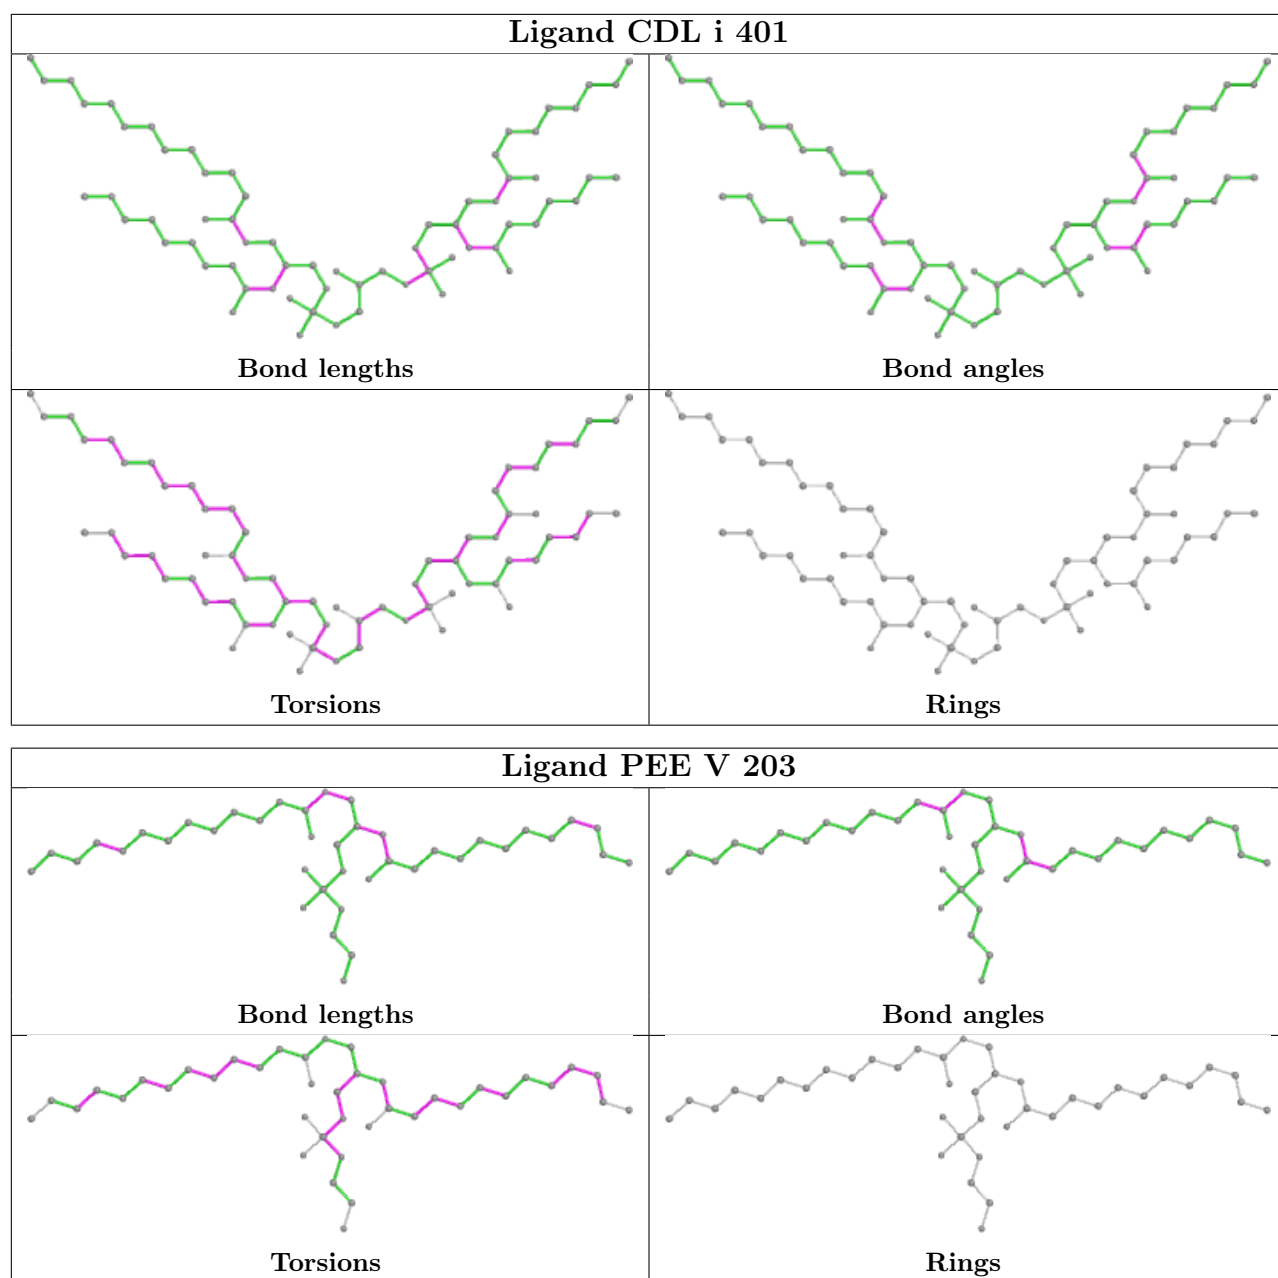 Ligand CDL i 401
Bond lengths
Bond angles
Torsions
Rings
Ligand PEE V 203
Bond lengths
Bond angles
Torsions
Rings